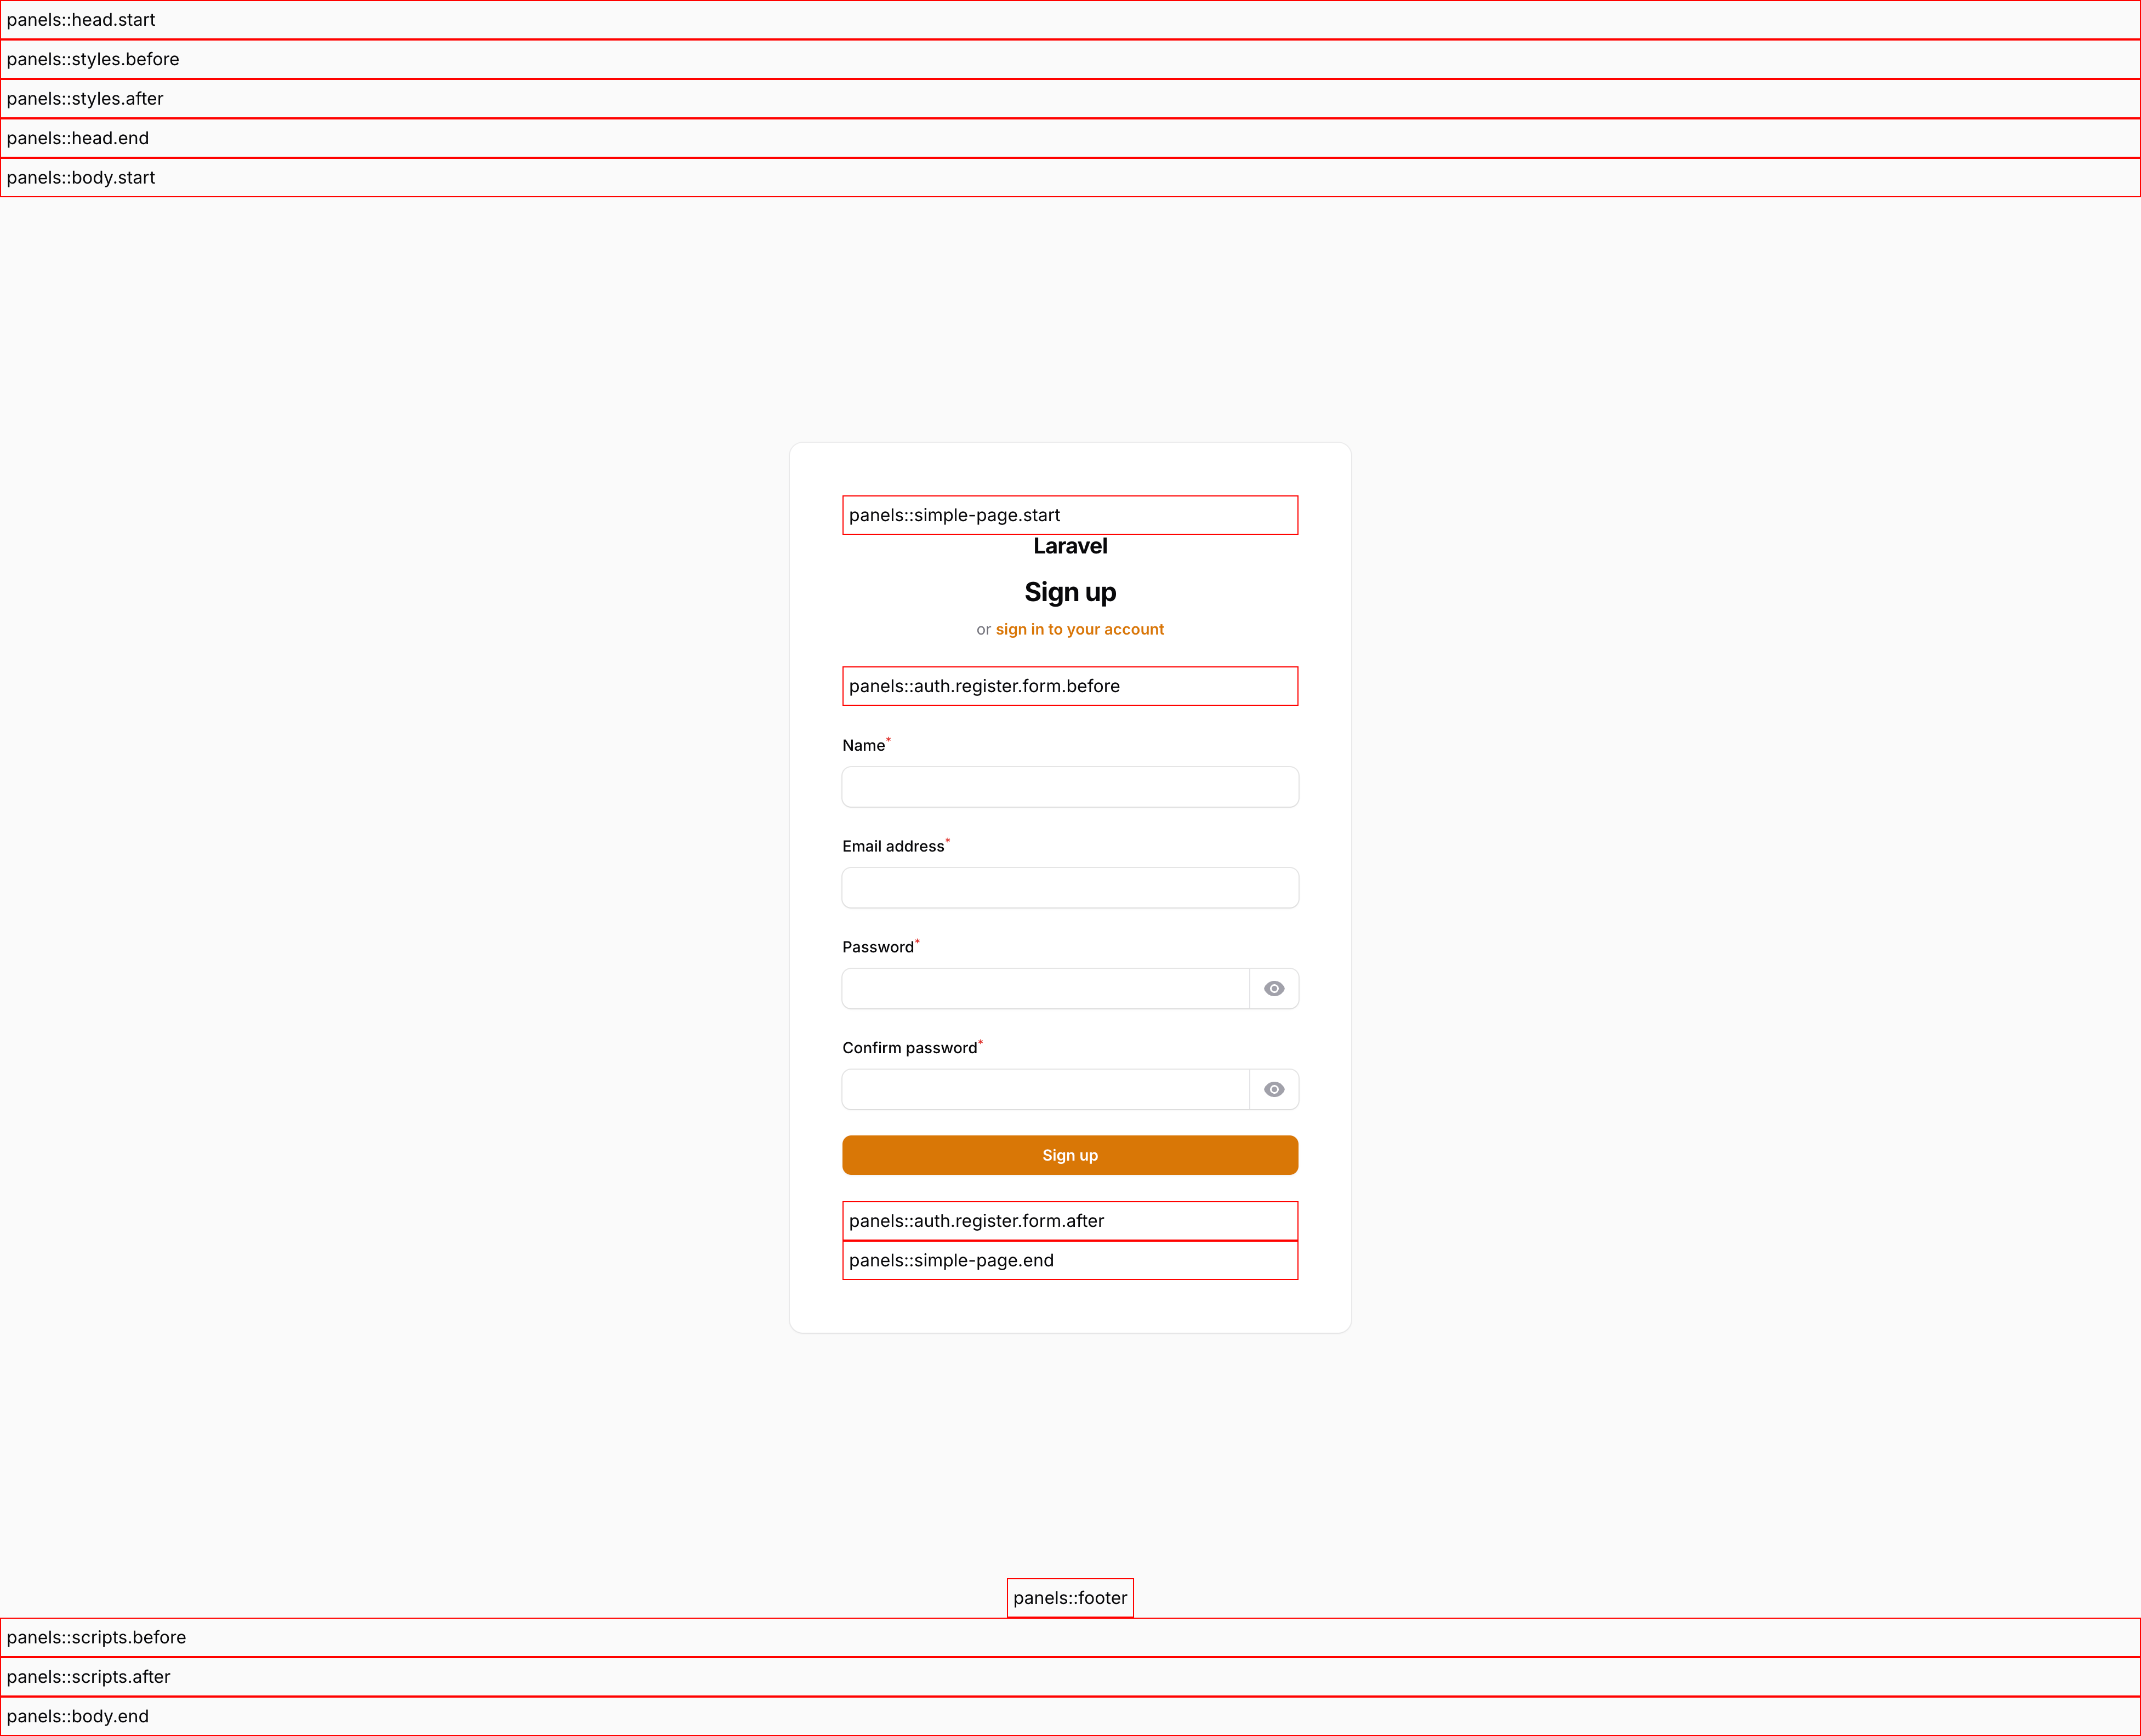 panels::head.start
panels::styles.before
panels::styles.after
panels::head.end
panels::body.start
panels::simple-page.start
Laravel
Sign up
or sign in to your account
panels::auth.register.form.before
Name*
Email address*
Password*
Confirm password*
Sign up
panels::auth.register.form.after
panels::simple-page.end
panels::footer
panels::scripts.before
panels::scripts.after
panels::body.end